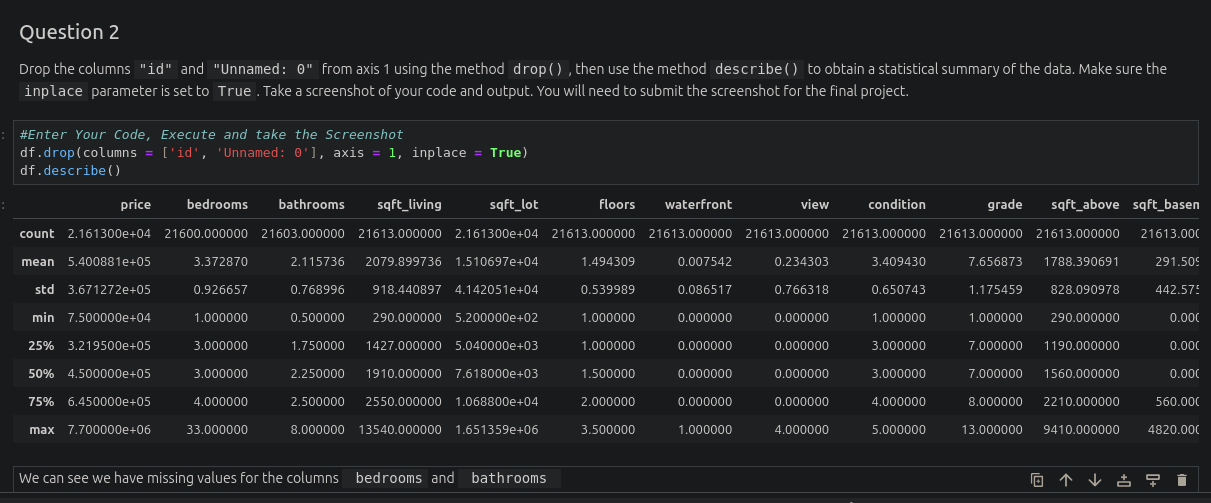 Question 2
Drop the columns "id" and "Unnamed: 0" from axis 1 using the method drop(), then use the method describe() to obtain a statistical summary of the data. Make sure the
inplace parameter is set to True. Take a screenshot of your code and output. You will need to submit the screenshot for the final project.
#Enter Your Code, Execute and take the Screenshot
df.drop(columns = ['id', 'Unnamed: 0'], axis = 1, inplace = True)
df.describe()
price bedrooms bathrooms sqft_living sqft_lot floors waterfront view condition grade sqft_above sqft_basem
count 2.161300e+04 21600.000000 21603.000000 21613.000000 2.161300e+04 21613.000000 21613.000000 21613.000000 21613.000000 21613.000000 21613.000000 21613.000
mean 5.400881e+05 3.372870 2.115736 2079.899736 1.510697e+04 1.494309 0.007542 0.234303 3.409430 7.656873 1788.390691 291.509
std 3.671272e+05 0.926657 0.768996 918.440897 4.142051e+04 0.539989 0.086517 0.766318 0.650743 1.175459 828.090978 442.575
min 7.500000e+04 1.000000 0.500000 290.000000 5.200000e+02 1.000000 0.000000 0.000000 1.000000 1.000000 290.000000 0.000
25% 3.219500e+05 3.000000 1.750000 1427.000000 5.040000e+03 1.000000 0.000000 0.000000 3.000000 7.000000 1190.000000 0.000
50% 4.500000e+05 3.000000 2.250000 1910.000000 7.618000e+03 1.500000 0.000000 0.000000 3.000000 7.000000 1560.000000 0.000
75% 6.450000e+05 4.000000 2.500000 2550.000000 1.068800e+04 2.000000 0.000000 0.000000 4.000000 8.000000 2210.000000 560.000
max 7.700000e+06 33.000000 8.000000 13540.000000 1.651359e+06 3.500000 1.000000 4.000000 5.000000 13.000000 9410.000000 4820.000
We can see we have missing values for the columns bedrooms and bathrooms